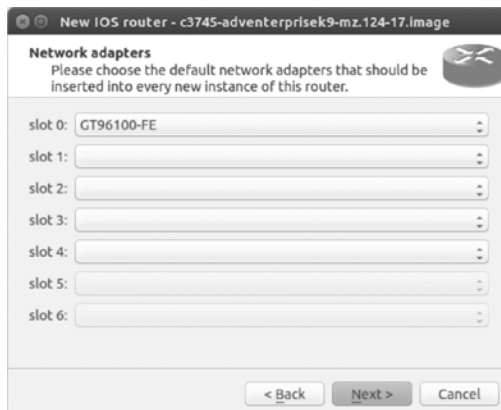 New IOS router - c3745-adventerprisek9-mz.124-17.image
Network adapters
Please choose the default network adapters that should be
inserted into every new instance of this router.
slot 0: GT96100-FE
slot 1:
slot 2:
slot 3:
slot 4:
slot 5:
slot 6:
< Back Next > Cancel